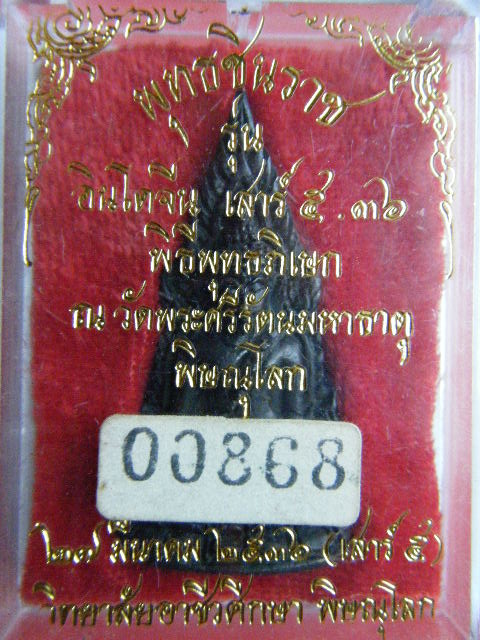 พุทธชินราช
รุ่น
อินโดจีน เสาร์ ๕ . ๓๖
พิธีพุทธาภิเษก
ณ วัดพระศรีรัตนมหาธาตุ
พิษณุโลก
00868
๒๗ มีนาคม ๒๕๓๖ (เสาร์ ๕)
วิทยาลัยอาชีวศึกษา พิษณุโลก